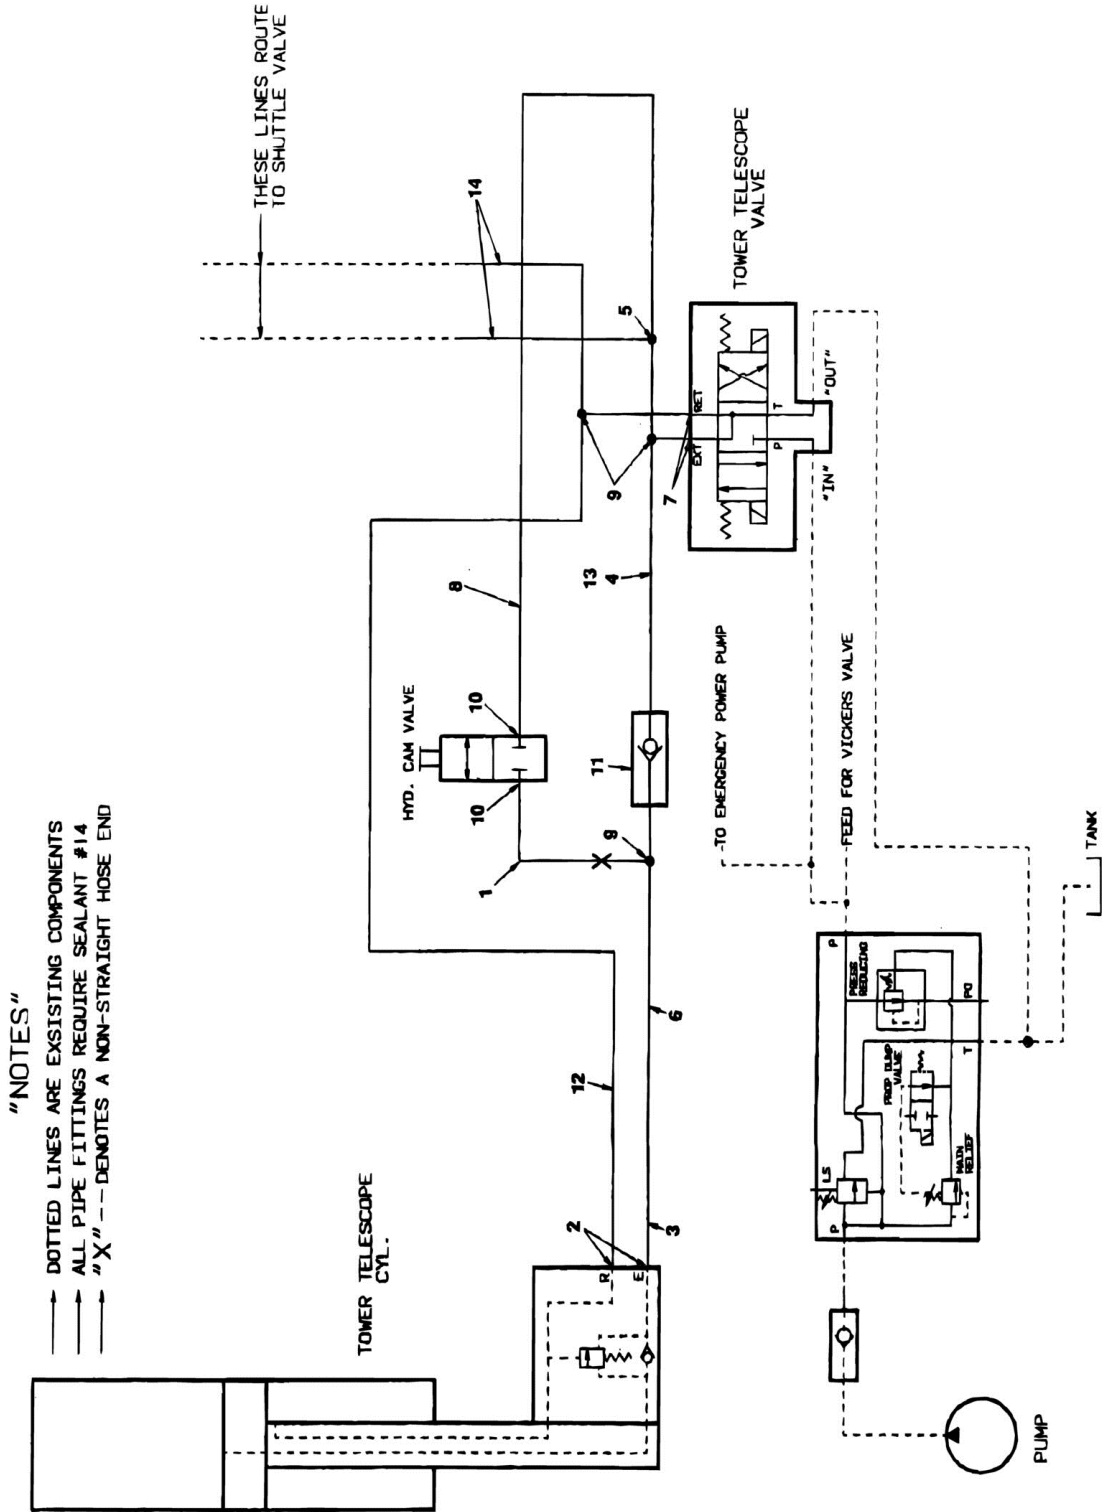 "NOTES"
DOTTED LINES ARE EXSISTING COMPONENTS
ALL PIPE FITTINGS REQUIRE SEALANT #14
"X" -- DENOTES A NON-STRAIGHT HOSE END
THESE LINES ROUTE
TO SHUTTLE VALVE
TOWER TELESCOPE
CYL.
R
E
2
12
3
6
HYD. CAM VALVE
10
10
1
8
14
9
11
13
4
9
5
7
EXT
RET
P
T
"IN"
"OUT"
TOWER TELESCOPE
VALVE
TO EMERGENCY POWER PUMP
FEED FOR VICKERS VALVE
P
LS
P
PRESS
REDUCING
PROP DUMP
VALVE
MAIN
RELIEF
T
PO
TANK
PUMP